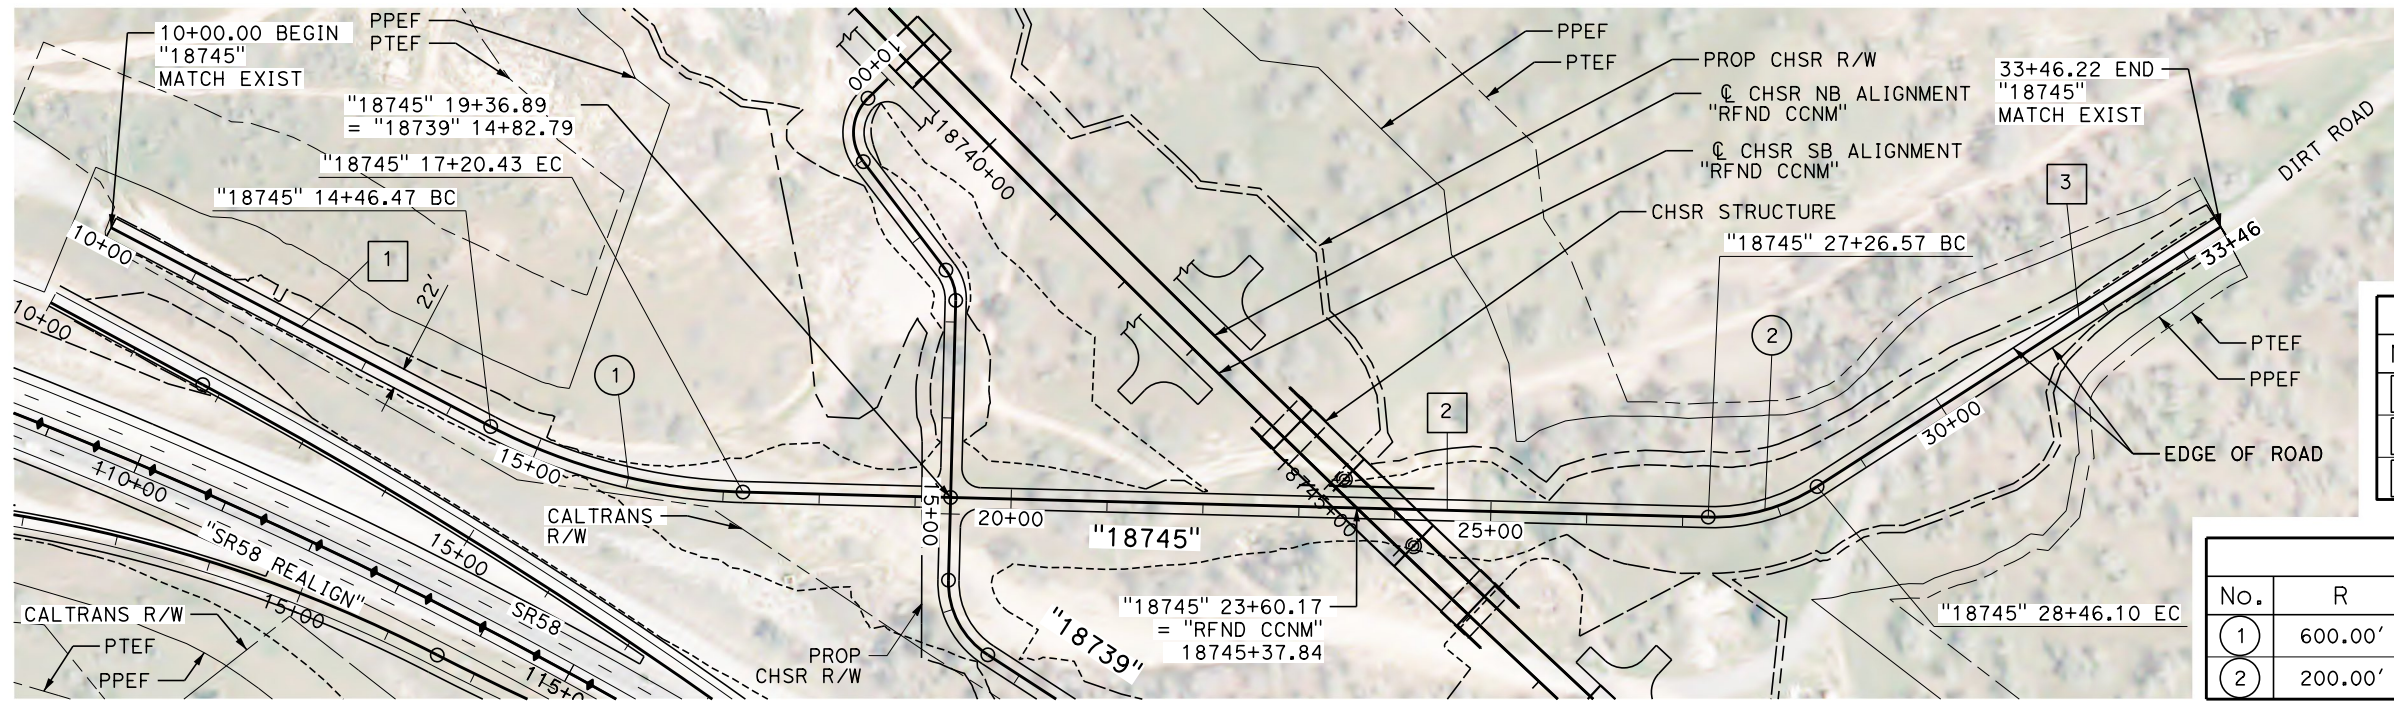 10+00.00 BEGIN
"18745"
MATCH EXIST
PPEF
PTEF
"18745" 19+36.89
= "18739" 14+82.79
"18745" 17+20.43 EC
"18745" 14+46.47 BC
10+00
18740+00
PPEF
PTEF
PROP CHSR R/W
℄ CHSR NB ALIGNMENT
"RFND CCNM"
℄ CHSR SB ALIGNMENT
"RFND CCNM"
CHSR STRUCTURE
33+46.22 END
"18745"
MATCH EXIST
DIRT ROAD
3
"18745" 27+26.57 BC
33+46
10+00
1
22'
10+00
1
2
2
PTEF
PPEF
30+00
EDGE OF ROAD
15+00
110+00
CALTRANS
R/W
15+00
20+00
"18745"
18745+00
25+00
"SR58 REALIGN"
15+00
SR58
15+00
CALTRANS R/W
PTEF
PPEF
115+0
PROP
CHSR R/W
"18739"
"18745" 23+60.17
= "RFND CCNM"
18745+37.84
"18745" 28+46.10 EC
No. R
1 600.00'
2 200.00'